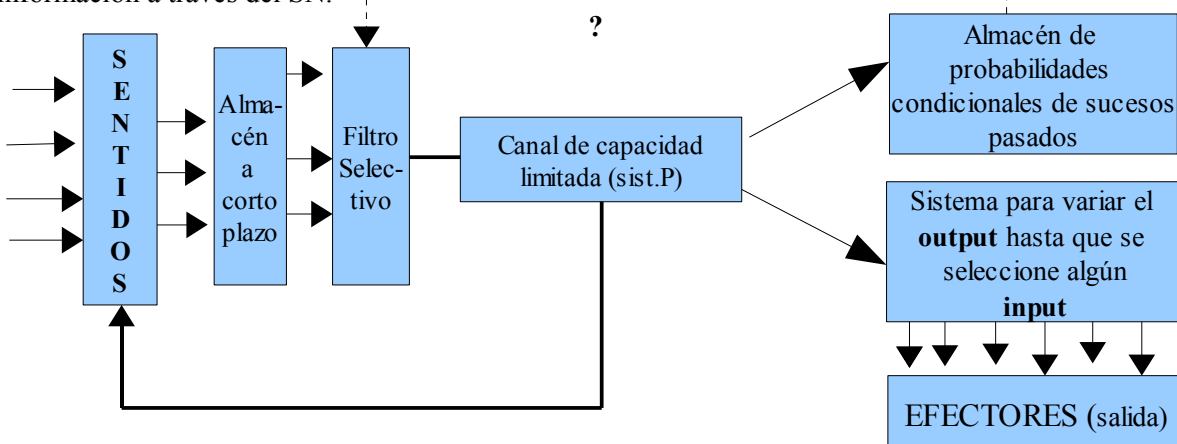 información a través del SN.
?
S
E
N
T
I
D
O
S
Alma-
cén
a
corto
plazo
Filtro
Selec-
tivo
Canal de capacidad
limitada (sist.P)
Almacén de
probabilidades
condicionales de sucesos
pasados
Sistema para variar el
output hasta que se
seleccione algún
input
EFECTORES (salida)